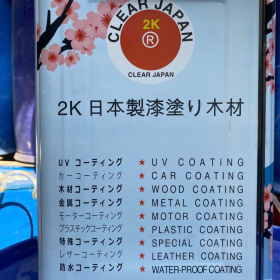 CLEAR JAPAN
2K
®
CLEAR JAPAN
2K 日本製漆塗り木材
UV コーティング ★ UV COATING
カーコーティング ★ CAR COATING
木材コーティング ★ WOOD COATING
金属コーティング ★ METAL COATING
モーターコーティング ★ MOTOR COATING
プラスチックコーティング ★ PLASTIC COATING
特殊コーティング ★ SPECIAL COATING
レザーコーティング ★ LEATHER COATING
防水コーティング ★ WATER-PROOF COATING